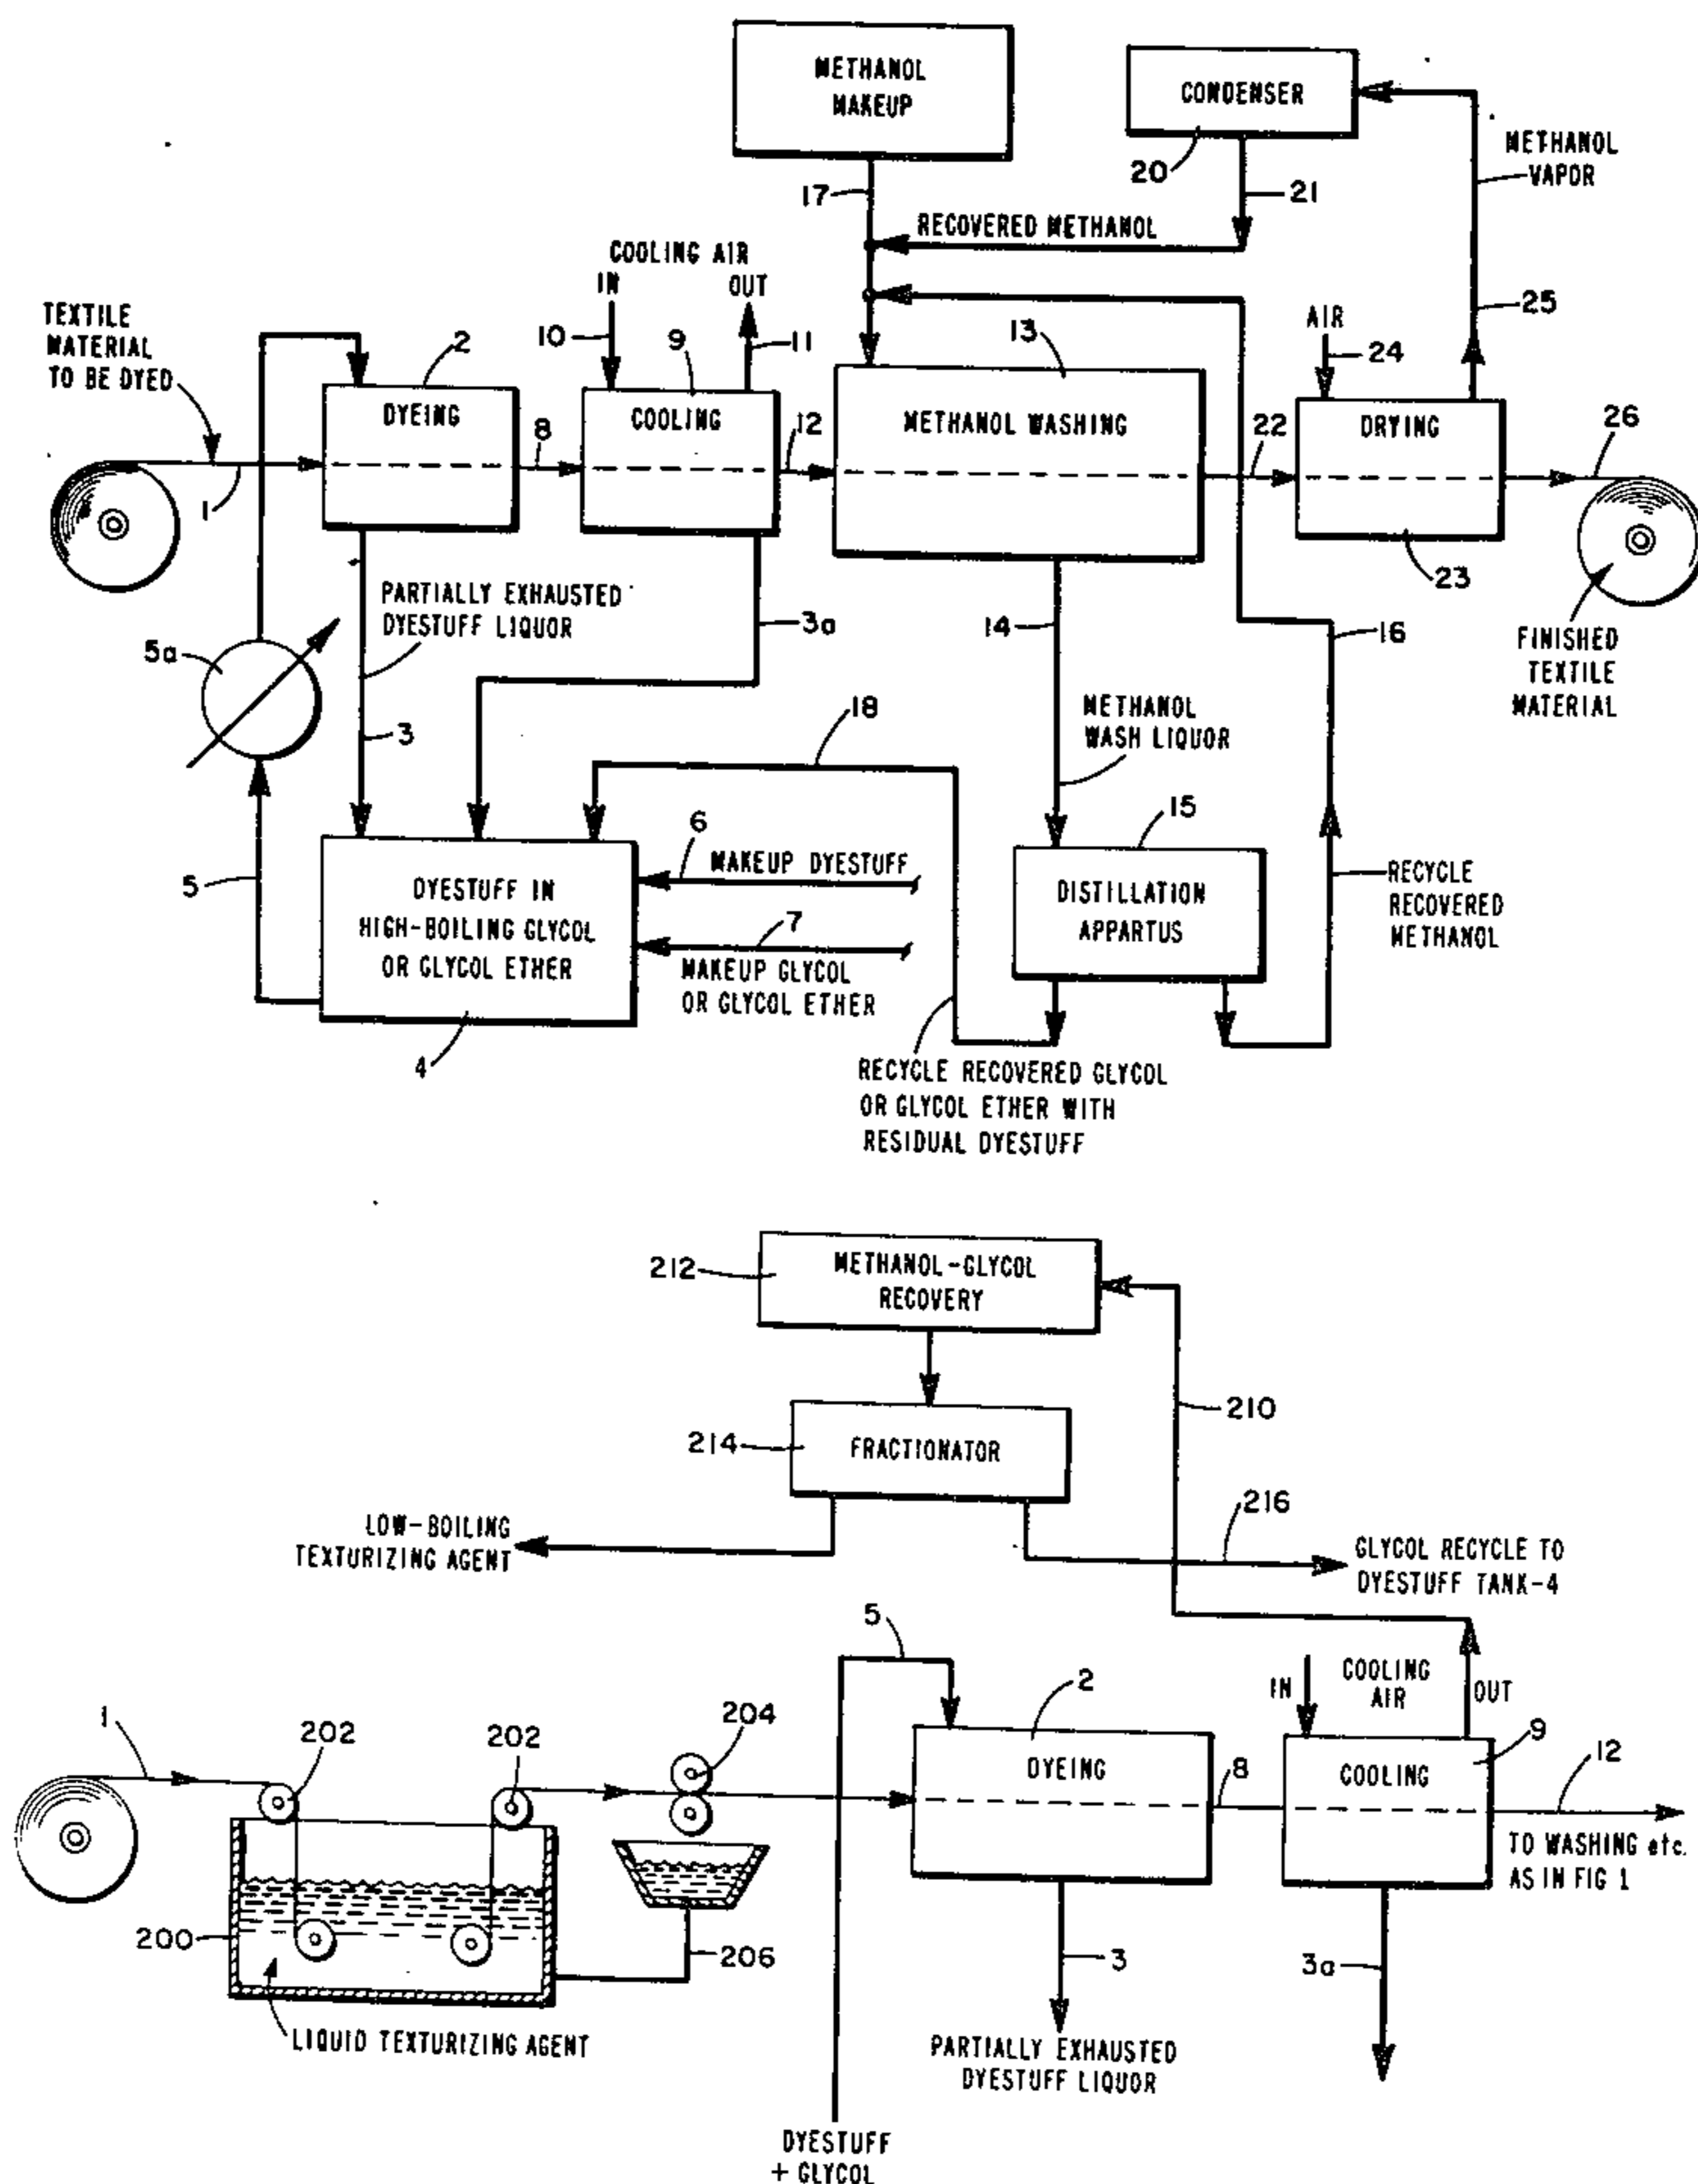 METHANOL
MAKEUP
CONDENSER
METHANOL
VAPOR
20
21
17
RECOVERED METHANOL
COOLING AIR
IN
OUT
25
TEXTILE
MATERIAL
TO BE DYED
2
10
9
11
13
AIR
24
DYEING
COOLING
METHANOL WASHING
DRYING
26
8
12
22
1
23
PARTIALLY EXHAUSTED
DYESTUFF LIQUOR
3a
14
16
FINISHED
TEXTILE
MATERIAL
5a
3
18
METHANOL
WASH LIQUOR
6
15
MAKEUP DYESTUFF
5
DYESTUFF IN
HIGH-BOILING GLYCOL
OR GLYCOL ETHER
7
MAKEUP GLYCOL
OR GLYCOL ETHER
DISTILLATION
APPARTUS
RECYCLE
RECOVERED
METHANOL
4
RECYCLE RECOVERED GLYCOL
OR GLYCOL ETHER WITH
RESIDUAL DYESTUFF
212
METHANOL-GLYCOL
RECOVERY
210
214
FRACTIONATOR
216
LOW-BOILING
TEXTURIZING AGENT
GLYCOL RECYCLE TO
DYESTUFF TANK-4
5
1
202
202
204
2
IN
COOLING
AIR
OUT
9
12
DYEING
8
COOLING
TO WASHING etc.
AS IN FIG 1
200
206
3
3a
LIQUID TEXTURIZING AGENT
PARTIALLY EXHAUSTED
DYESTUFF LIQUOR
DYESTUFF
+ GLYCOL